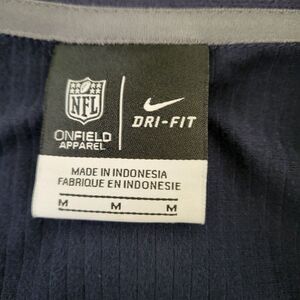 NFL
ONFIELD
APPAREL
DRI-FIT
MADE IN INDONESIA
FABRIQUE EN INDONESIE
M M M